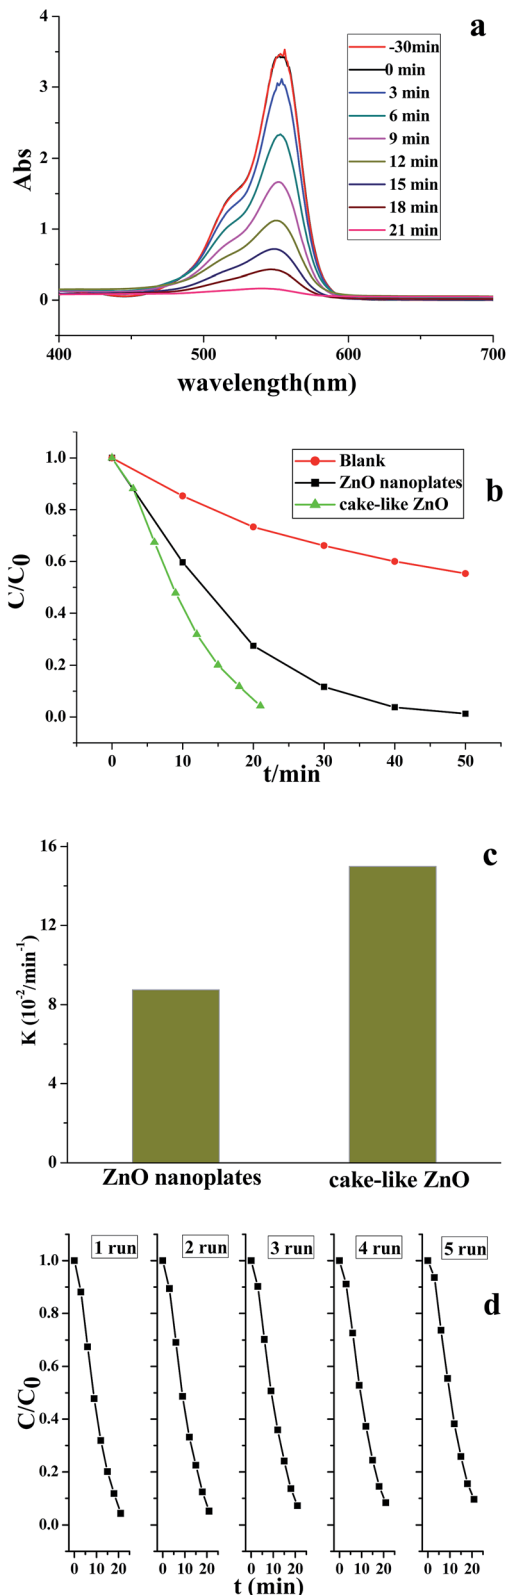 a
Abs
4
3
2
1
0
-30min
0 min
3 min
6 min
9 min
12 min
15 min
18 min
21 min
400 500 600 700
wavelength(nm)
b
C/C0
1.0
0.8
0.6
0.4
0.2
0.0
Blank
ZnO nanoplates
cake-like ZnO
0 10 20 30 40 50
t/min
c
K (10-2/min-1)
16
12
8
4
0
ZnO nanoplates cake-like ZnO
d
1 run 2 run 3 run 4 run 5 run
C/C0
1.0
0.8
0.6
0.4
0.2
0.0
0 10 20 0 10 20 0 10 20 0 10 20 0 10 20
t (min)